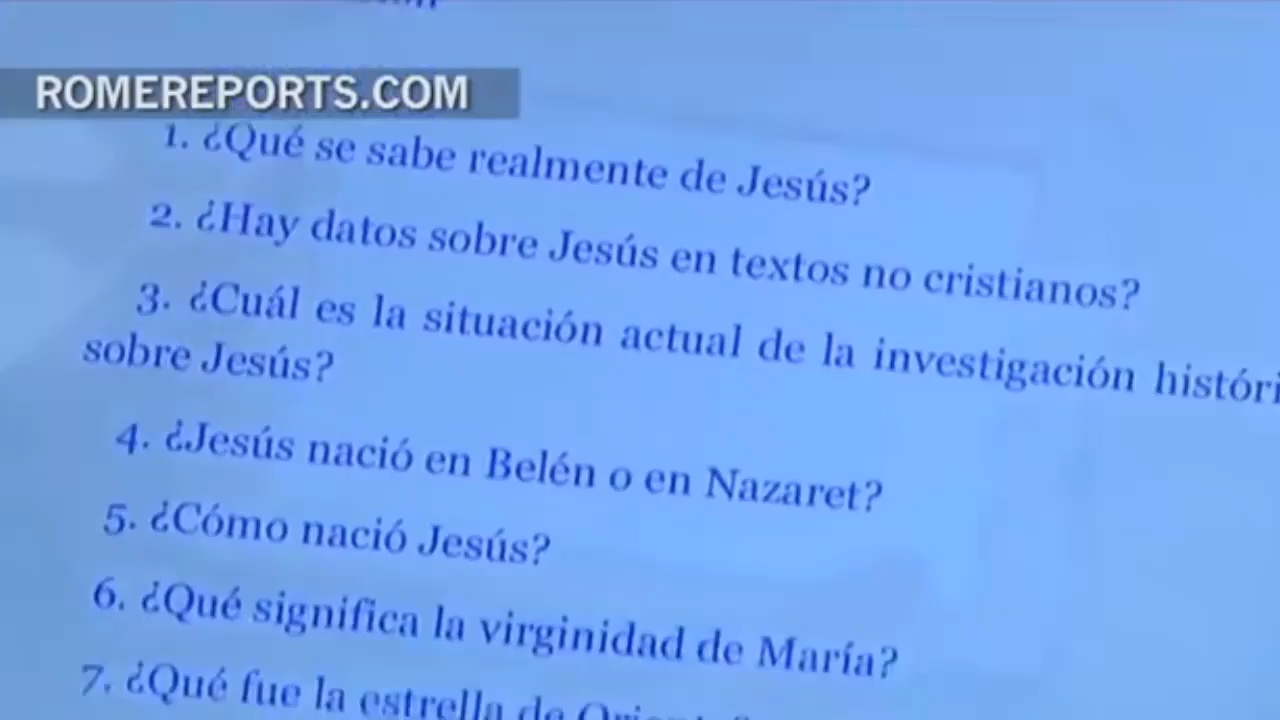 ROMEREPORTS.COM
1. ¿Qué se sabe realmente de Jesús?
2. ¿Hay datos sobre Jesús en textos no cristianos?
3. ¿Cuál es la situación actual de la investigación
sobre Jesús?
4. ¿Jesús nació en Belén o en Nazaret?
5. ¿Cómo nació Jesús?
6. ¿Qué significa la virginidad de María?
7. ¿Qué fue la estrella de